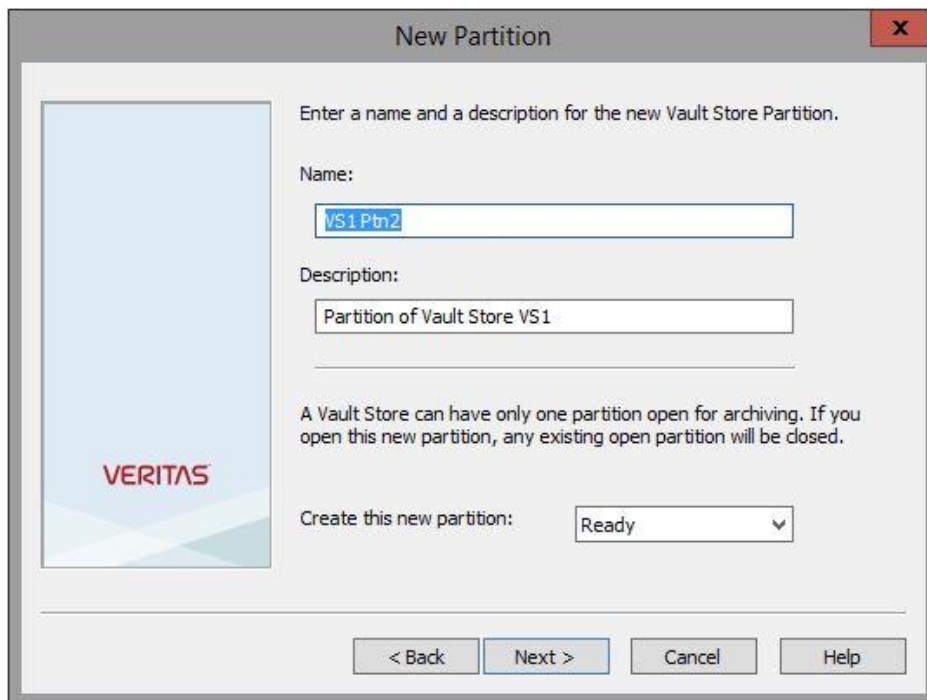 New Partition
x
Enter a name and a description for the new Vault Store Partition.
Name:
VS1 Ptn2
Description:
Partition of Vault Store VS1
A Vault Store can have only one partition open for archiving. If you
open this new partition, any existing open partition will be closed.
VERITAS
Create this new partition:
Ready
< Back
Next >
Cancel
Help